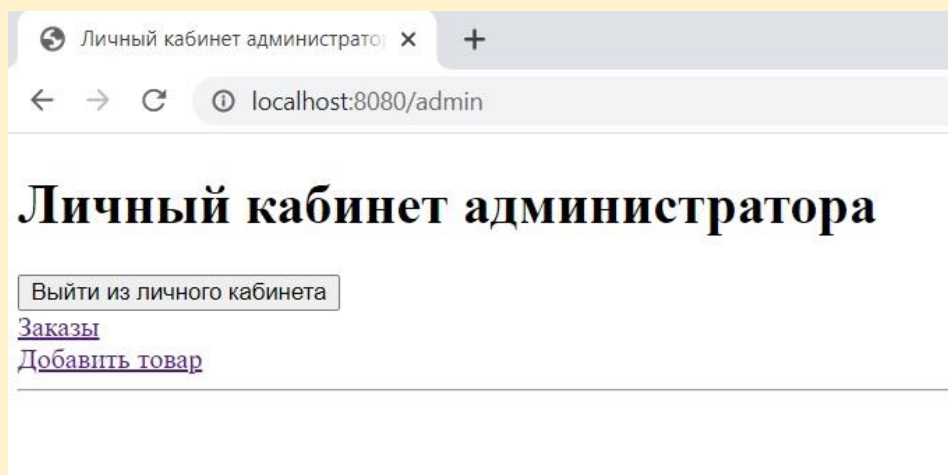 Личный кабинет администрато
localhost:8080/admin
Личный кабинет администратора
Выйти из личного кабинета
Заказы
Добавить товар